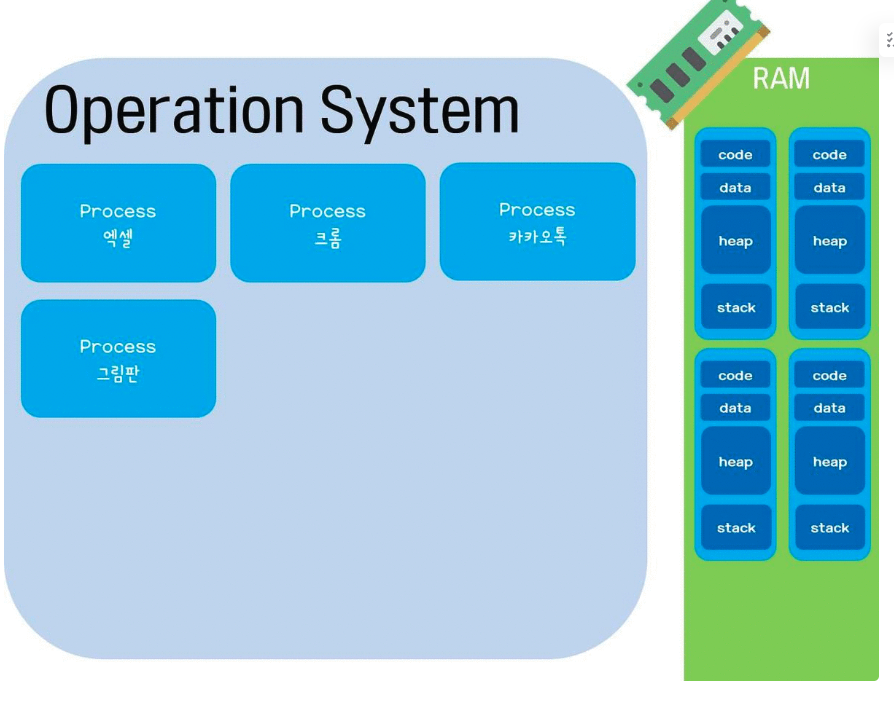 Operation System
Process
엑셀
Process
크롬
Process
카카오톡
Process
그림판
RAM
code
data
heap
stack
code
data
heap
stack
code
data
heap
stack
code
data
heap
stack